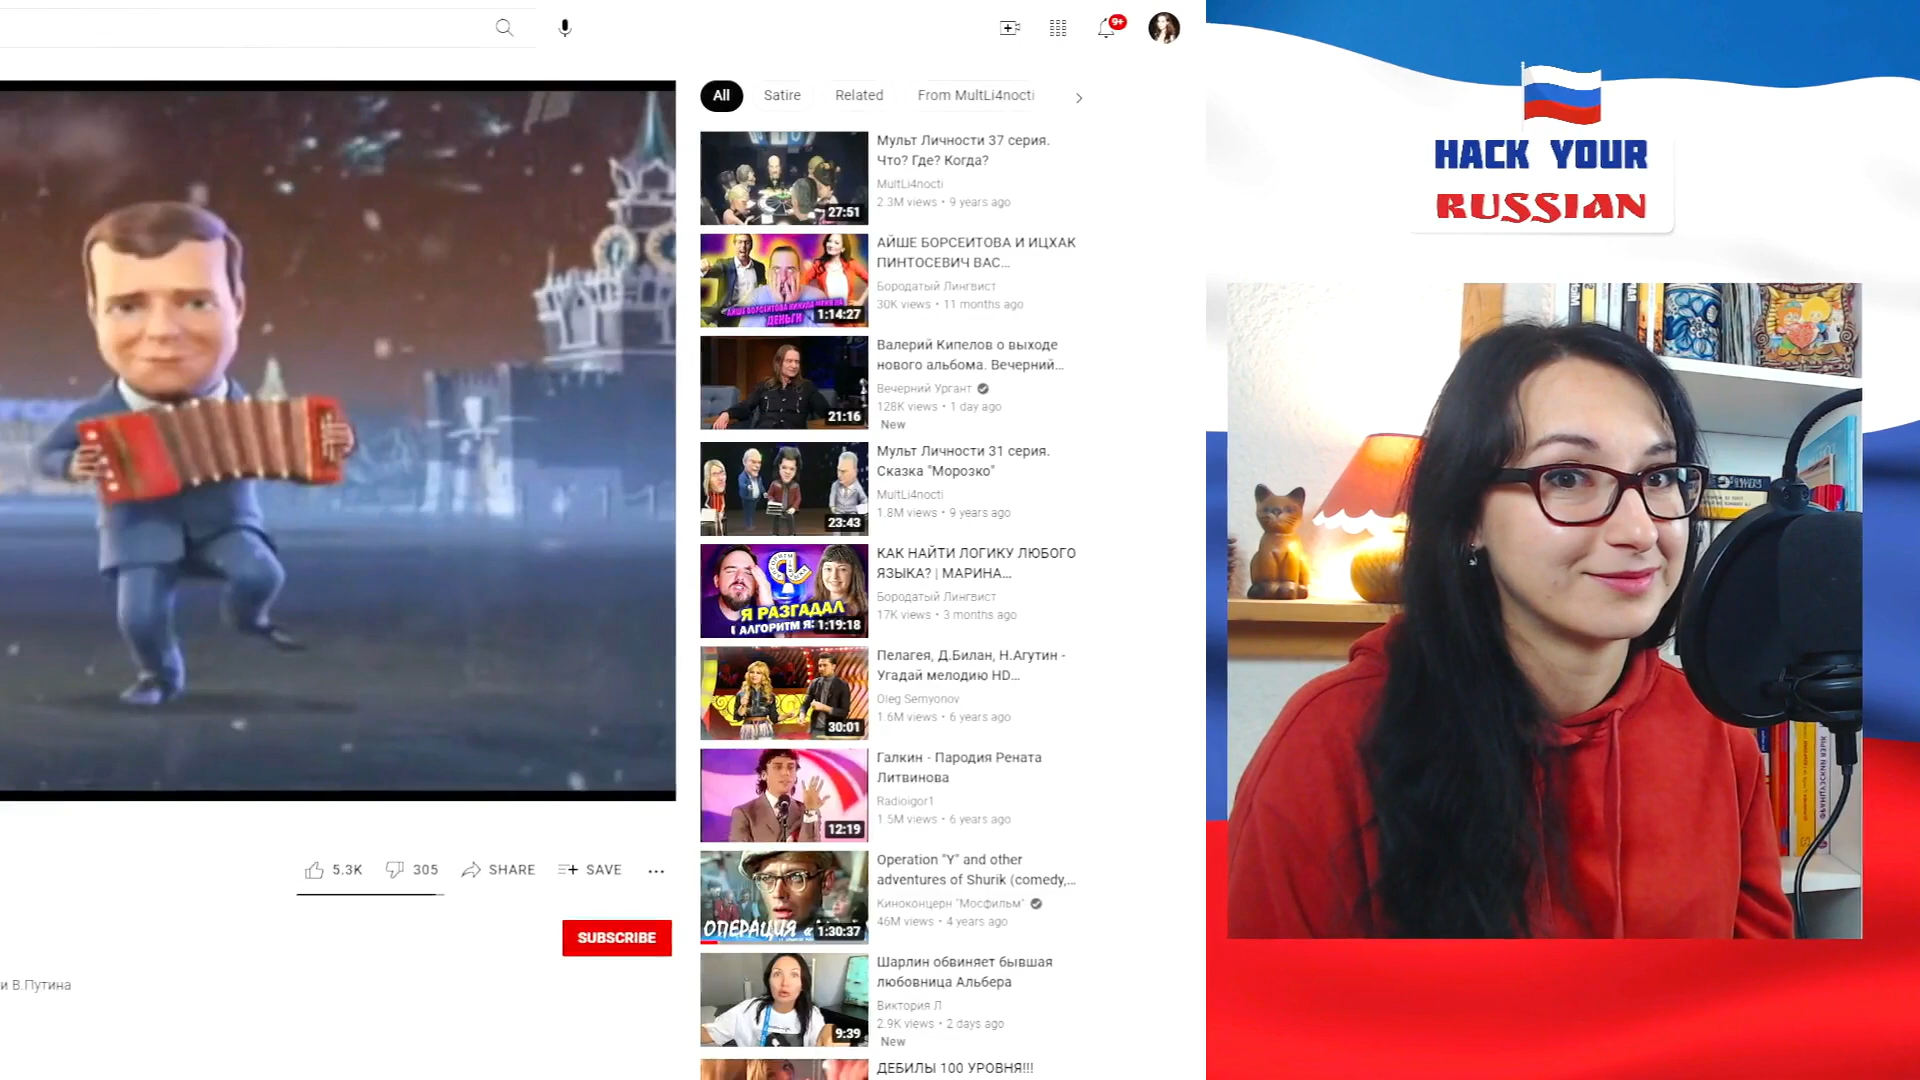 9+
All
Satire
Related
From MultLi4nocti
27:51
Мульт Личности 37 серия.
Что? Где? Когда?
MultLi4nocti
2.3M views • 9 years ago
1:14:27
АЙШЕ БОРСЕИТОВА И ИЦХАК
ПИНТОСЕВИЧ ВАС...
Бородатый Лингвист
30K views • 11 months ago
21:16
Валерий Кипелов о выходе
нового альбома. Вечерний...
Вечерний Ургант
128K views • 1 day ago
New
23:43
Мульт Личности 31 серия.
Сказка "Морозко"
MultLi4nocti
1.8M views • 9 years ago
Я РАЗГАДАЛ
АЛГОРИТМ
1:19:18
КАК НАЙТИ ЛОГИКУ ЛЮБОГО
ЯЗЫКА? | МАРИНА...
Бородатый Лингвист
17K views • 3 months ago
30:01
Пелагея, Д.Билан, Н.Агутин -
Угадай мелодию HD...
Oleg Semyonov
1.6M views • 6 years ago
12:19
Галкин - Пародия Рената
Литвинова
Radioigor1
1.5M views • 6 years ago
ОПЕРАЦИЯ «
1:30:37
Operation "Y" and other
adventures of Shurik (comedy,...
Киноконцерн "Мосфильм"
46M views • 4 years ago
9:39
Шарлин обвиняет бывшая
любовница Альбера
Виктория Л
2.9K views • 2 days ago
New
ДЕБИЛЫ 100 УРОВНЯ!!!
5.3K
305
SHARE
SAVE
SUBSCRIBE
и В.Путина
HACK YOUR
RUSSIAN